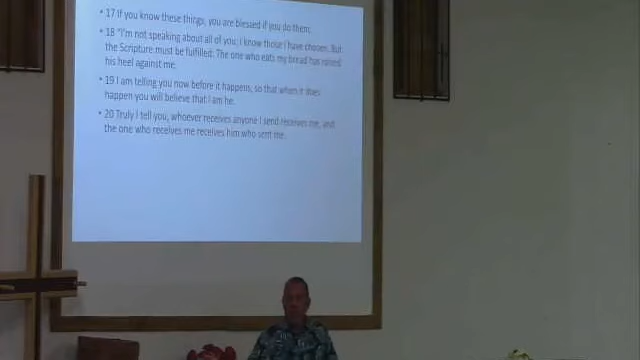 • 17 If you know these things, you are blessed if you do them.
• 18 "I'm not speaking about all of you; I know those I have chosen. But
the Scripture must be fulfilled: The one who eats my bread has raised
his heel against me.
• 19 I am telling you now before it happens, so that when it does
happen you will believe that I am he.
• 20 Truly I tell you, whoever receives anyone I send receives me, and
the one who receives me receives him who sent me.